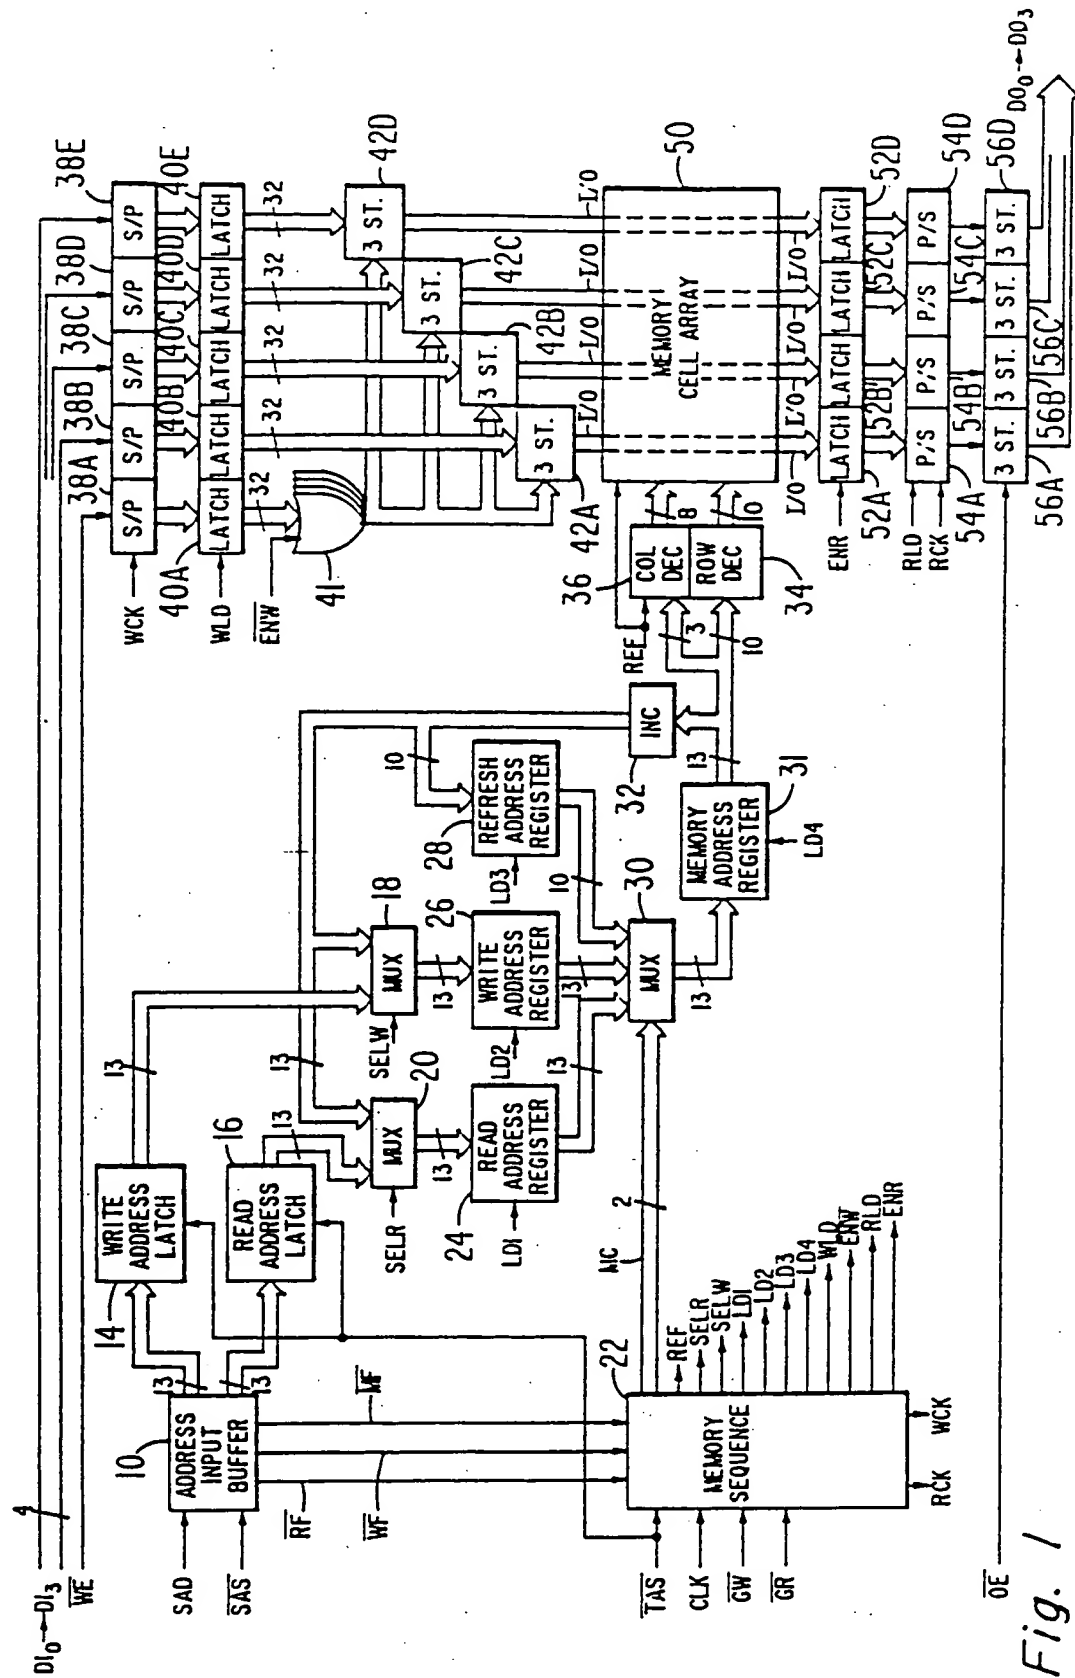 DI0→DI3
4
WE
SAD
SAS
10
ADDRESS
INPUT
BUFFER
13
13
RF
WF
MF
14
WRITE
ADDRESS
LATCH
16
READ
ADDRESS
LATCH
13
13
13
SELR
SELW
20
MUX
18
MUX
13
13
24
READ
ADDRESS
REGISTER
LD1
26
WRITE
ADDRESS
REGISTER
LD2
28
REFRESH
ADDRESS
REGISTER
LD3
10
10
13
13
30
MUX
13
AIC
2
TAS
CLK
GW
GR
22
MEMORY
SEQUENCE
REF
SELR
SELW
LD1
LD2
LD3
LD4
WLD
ENW
RLD
ENR
RCK
WCK
31
MEMORY
ADDRESS
REGISTER
LD4
13
32
INC
3
10
REF
36
COL
DEC
ROW
DEC
34
8
10
WCK
38A
38B
38C
38D
38E
S/P
S/P
S/P
S/P
S/P
WLD
40A
40B
40C
40D
40E
LATCH
LATCH
LATCH
LATCH
LATCH
ENW
32
32
32
32
32
41
42A
42B
42C
42D
3 ST.
3 ST.
3 ST.
3 ST.
I/O
I/O
I/O
I/O
50
MEMORY
CELL ARRAY
I/O
I/O
I/O
I/O
ENR
LATCH
LATCH
LATCH
LATCH
52A
52B
52C
52D
RLD
RCK
P/S
P/S
P/S
P/S
54A
54B
54C
54D
OE
3 ST.
3 ST.
3 ST.
3 ST.
56A
56B
56C
56D
DO0→DO3
Fig. 1